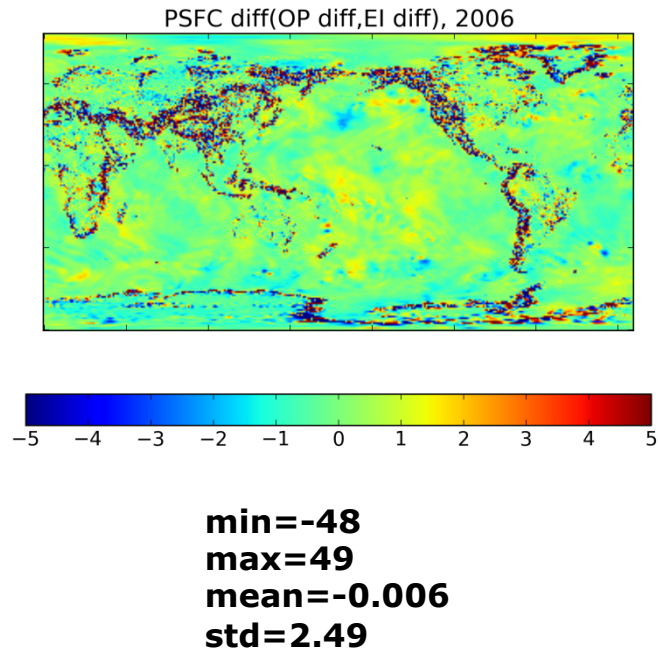 PSFC diff(OP diff,EI diff), 2006
−5 −4 −3 −2 −1 0 1 2 3 4 5
min=-48
max=49
mean=-0.006
std=2.49